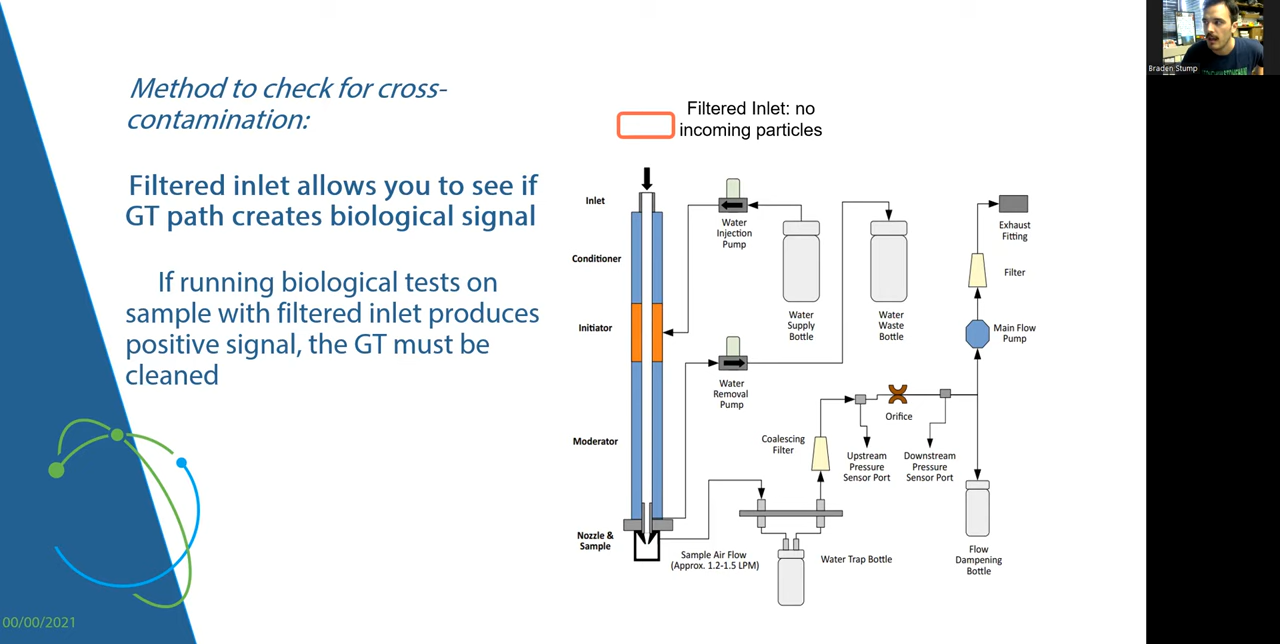 Method to check for cross-
contamination:
Filtered inlet allows you to see if
GT path creates biological signal
If running biological tests on
sample with filtered inlet produces
positive signal, the GT must be
cleaned
00/00/2021
Filtered Inlet: no
incoming particles
Inlet
Conditioner
Initiator
Moderator
Nozzle &
Sample
Water
Injection
Pump
Water
Supply
Bottle
Water
Waste
Bottle
Water
Removal
Pump
Exhaust
Fitting
Filter
Main Flow
Pump
Orifice
Coalescing
Filter
Upstream
Pressure
Sensor Port
Downstream
Pressure
Sensor Port
Sample Air Flow
(Approx. 1.2-1.5 LPM)
Water Trap Bottle
Flow
Dampening
Bottle
Braden Stump